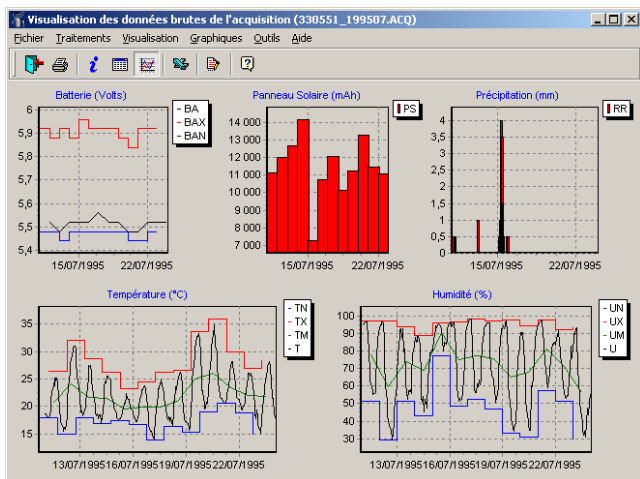 Visualisation des données brutes de l'acquisition (330551_199507.ACQ)
Fichier Traitements Visualisation Graphiques Outils Aide
Batterie (Volts)
BA
BAX
BAN
6
5,9
5,8
5,7
5,6
5,5
5,4
15/07/1995 22/07/1995
Panneau Solaire (mAh)
PS
14 000
13 000
12 000
11 000
10 000
9 000
8 000
7 000
15/07/1995 22/07/1995
Précipitation (mm)
RR
4
3,5
3
2,5
2
1,5
1
0,5
0
15/07/1995 22/07/1995
Température (°C)
TN
TX
TM
T
35
30
25
20
15
13/07/1995 16/07/1995 19/07/1995 22/07/1995
Humidité (%)
UN
UX
UM
U
100
90
80
70
60
50
40
30
13/07/1995 16/07/1995 19/07/1995 22/07/1995